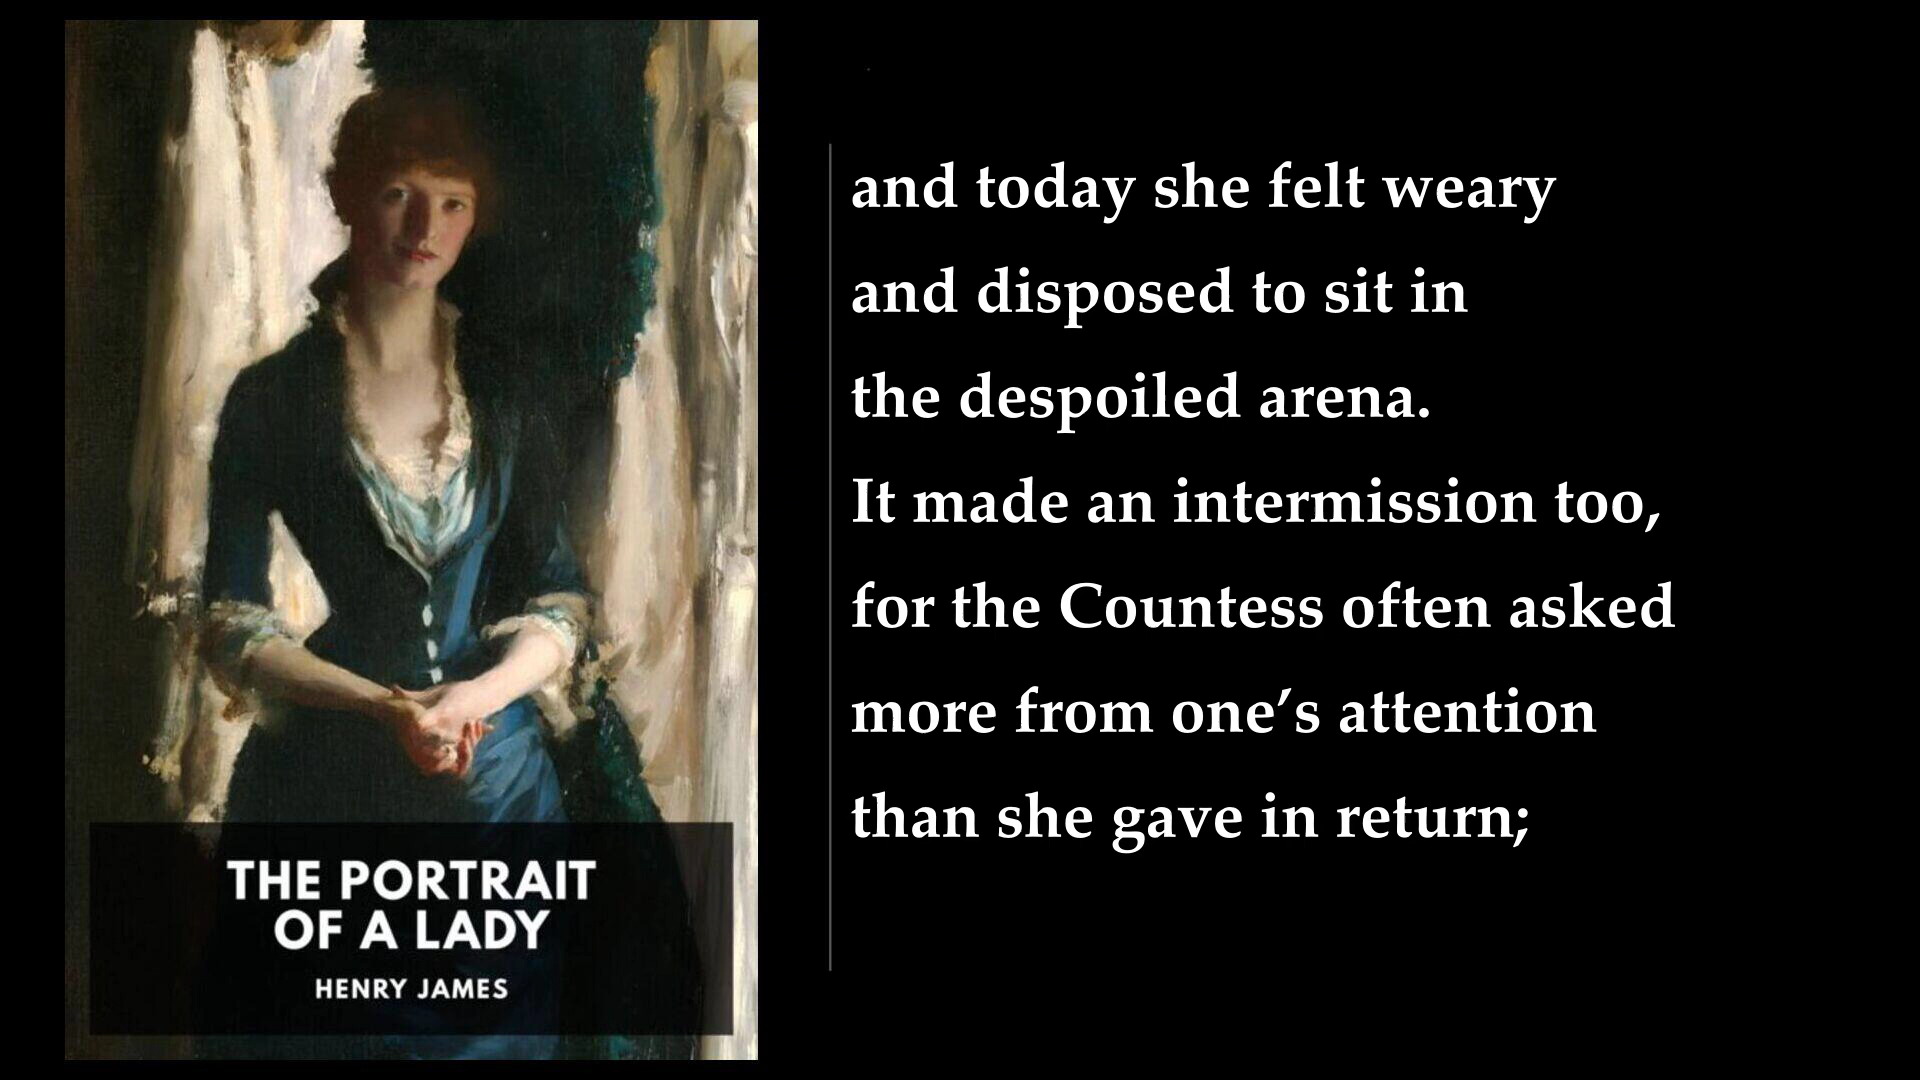 THE PORTRAIT
OF A LADY
HENRY JAMES
and today she felt weary
and disposed to sit in
the despoiled arena.
It made an intermission too,
for the Countess often asked
more from one’s attention
than she gave in return;